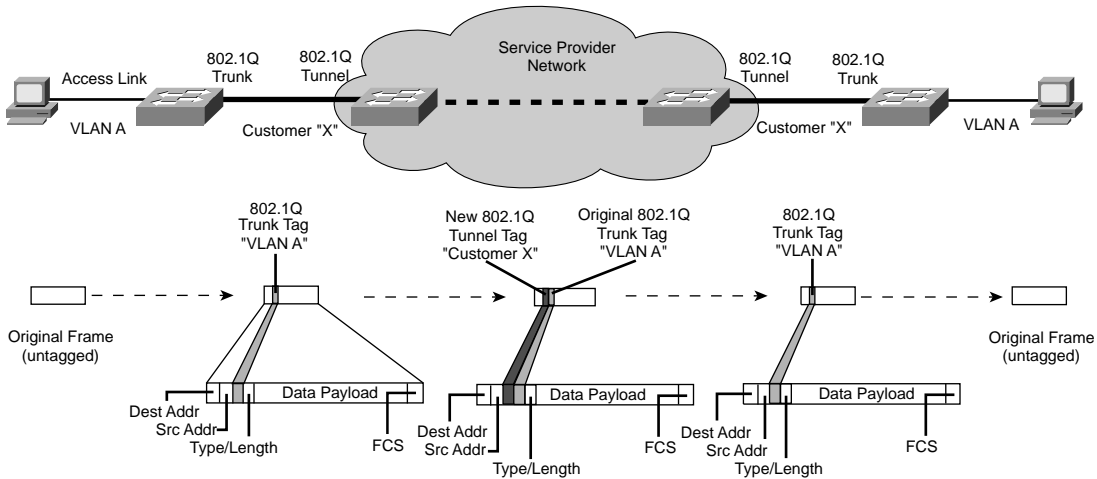 Service Provider
Network
Access Link
802.1Q
Trunk
802.1Q
Tunnel
802.1Q
Tunnel
802.1Q
Trunk
VLAN A
Customer "X"
Customer "X"
VLAN A
802.1Q
Trunk Tag
"VLAN A"
New 802.1Q
Tunnel Tag
"Customer X"
Original 802.1Q
Trunk Tag
"VLAN A"
802.1Q
Trunk Tag
"VLAN A"
Original Frame
(untagged)
Original Frame
(untagged)
Data Payload
Dest Addr
Src Addr
Type/Length
FCS
Data Payload
Dest Addr
Src Addr
Type/Length
FCS
Data Payload
Dest Addr
Src Addr
Type/Length
FCS